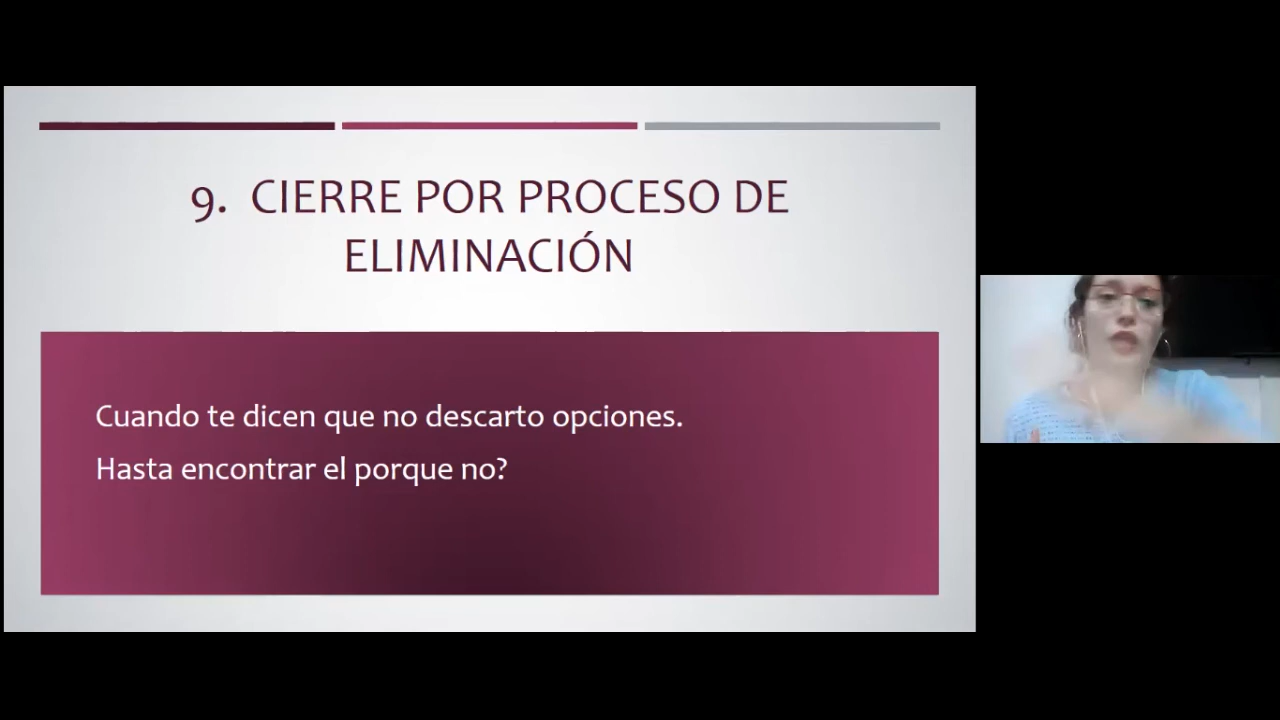 9. CIERRE POR PROCESO DE
ELIMINACIÓN
Cuando te dicen que no descarto opciones.
Hasta encontrar el porque no?